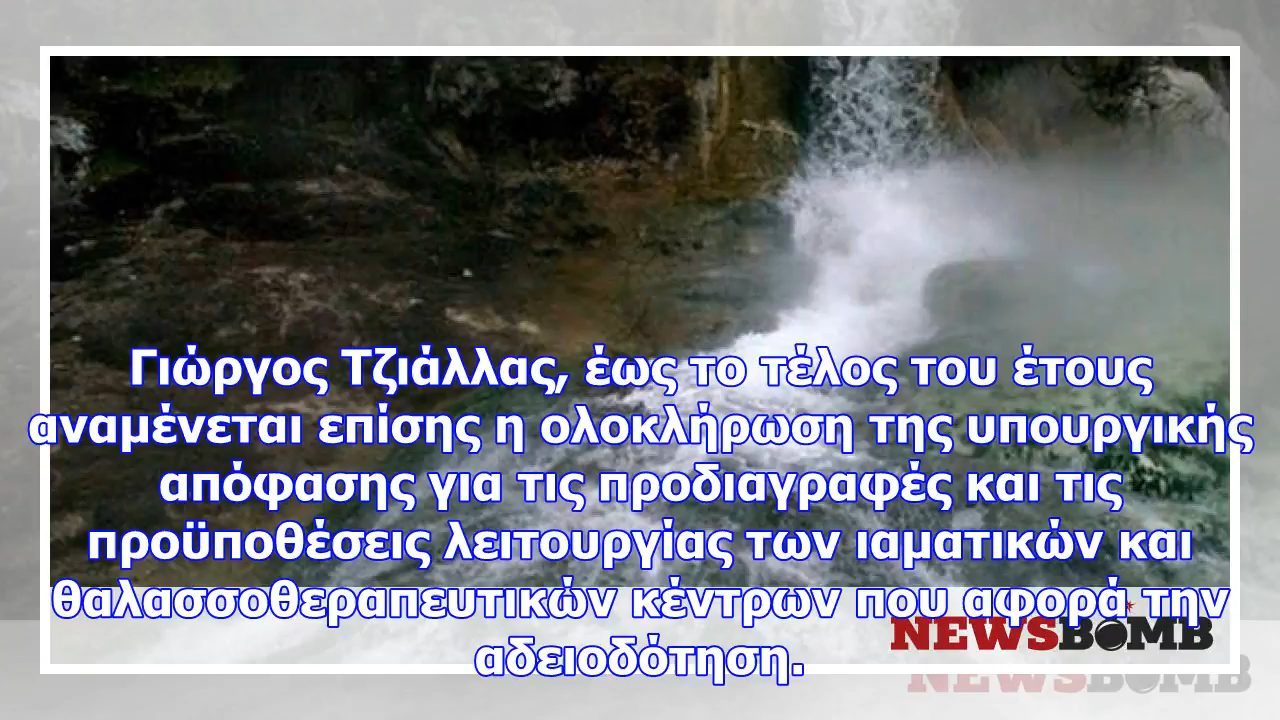 Γιώργος Τζιάλλας, έως το τέλος του έτους
αναμένεται επίσης η ολοκλήρωση της υπουργικής
απόφασης για τις προδιαγραφές και τις
προϋποθέσεις λειτουργίας των ιαματικών και
θαλασσοθεραπευτικών κέντρων που αφορά την
αδειοδότηση.
NEWSBOMB
NEWSBOMB